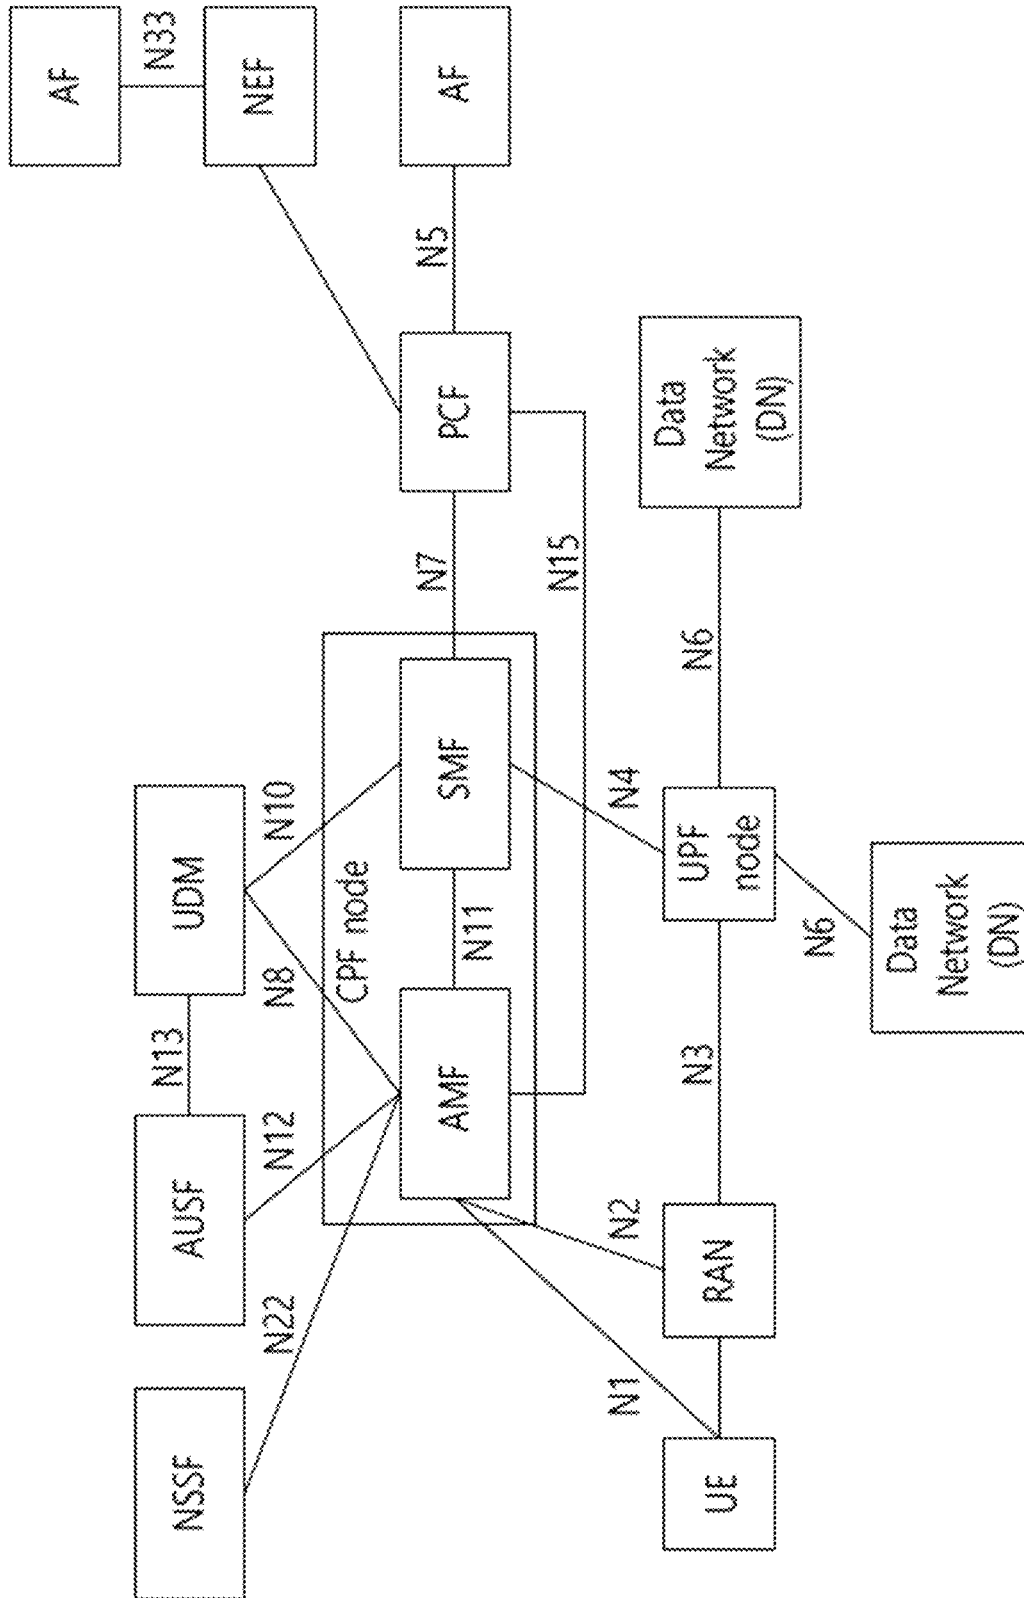 AF
N33
N13
NSSF
AUSF
UDM
NEF
N22
N12
N8
N10
CPF node
N7
N5
AMF
SMF
PCF
AF
N11
N15
N1
N2
N4
N3
N6
UE
RAN
UPF
node
Data
Network
(DN)
N6
Data
Network
(DN)